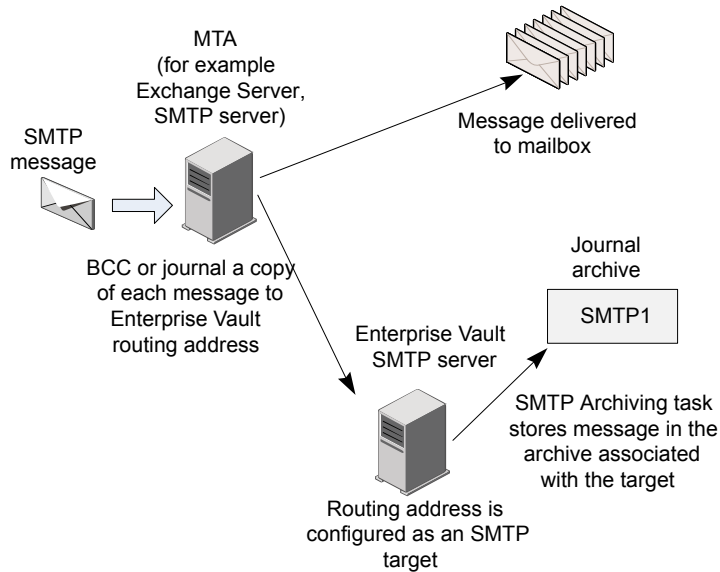 MTA
(for example
Exchange Server,
SMTP server)
SMTP
message
Message delivered
to mailbox
BCC or journal a copy
of each message to
Enterprise Vault
routing address
Journal
archive
SMTP1
Enterprise Vault
SMTP server
SMTP Archiving task
stores message in the
archive associated
with the target
Routing address is
configured as an SMTP
target